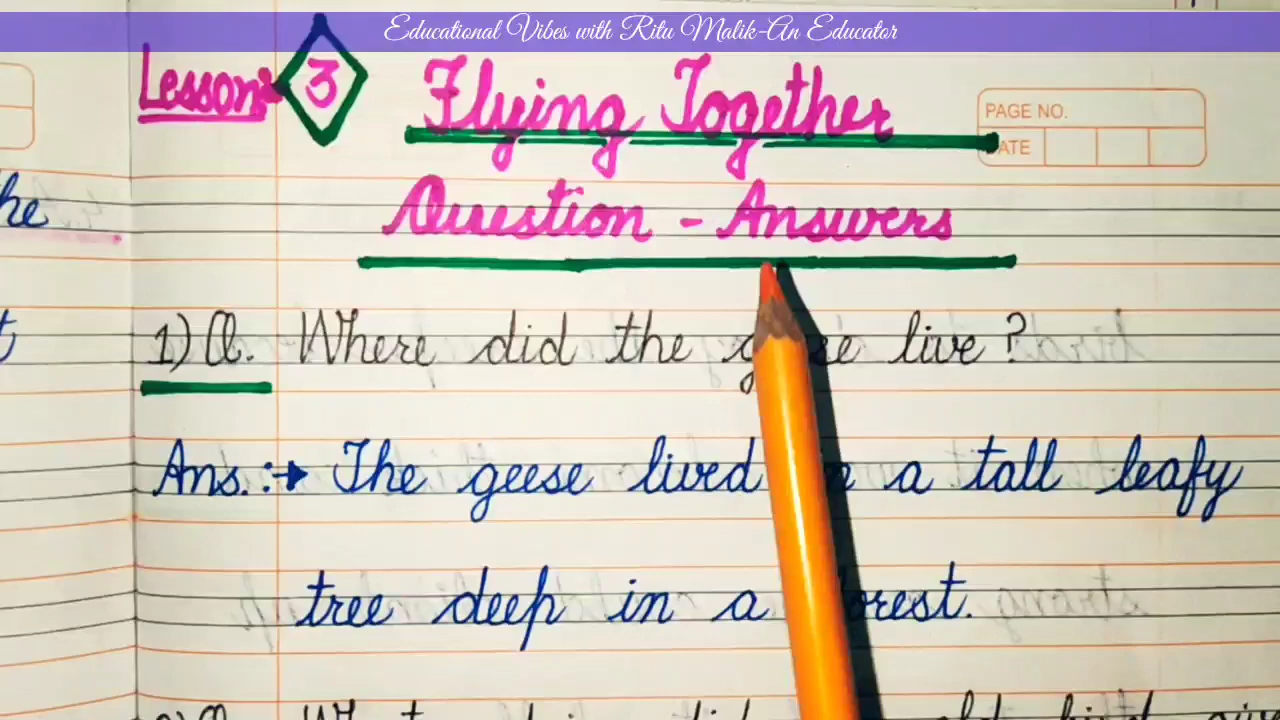 Educational Vibes with Ritu Malik-An Educator
Lesson: 3 Flying Together
PAGE NO.
Question - Answers
he
1) Q. Where did the live ?
Ans. :→ The geese lived a tall leafy
tree deep in a